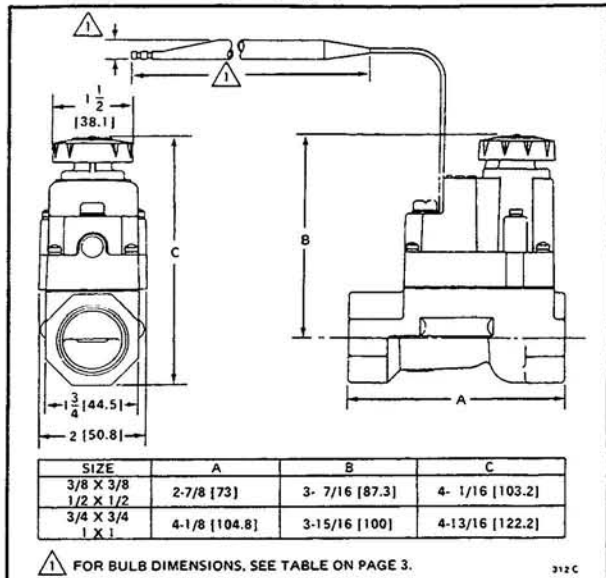 1
1
1 1/2
[38.1]
C
B
A
1 3/4 [44.5]
2 [50.8]
SIZE A B C
3/8 X 3/8
1/2 X 1/2
2-7/8 [73] 3- 7/16 [87.3] 4- 1/16 [103.2]
3/4 X 3/4
1 X 1
4-1/8 [104.8] 3-15/16 [100] 4-13/16 [122.2]
1 FOR BULB DIMENSIONS, SEE TABLE ON PAGE 3.
312 C